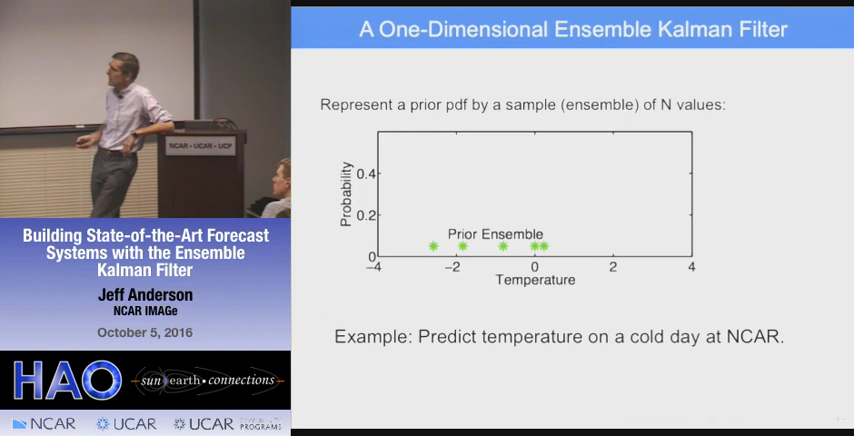 A One-Dimensional Ensemble Kalman Filter
Represent a prior pdf by a sample (ensemble) of N values:
Probability
0.4
0.2
0
Prior Ensemble
−4
−2
0
2
4
Temperature
Example: Predict temperature on a cold day at NCAR.
NCAR • UCAR • UCP
Building State-of-the-Art Forecast
Systems with the Ensemble
Kalman Filter
Jeff Anderson
NCAR IMAGe
October 5, 2016
HAO
sun earth • connections
NCAR
UCAR
UCAR
PROGRAMS